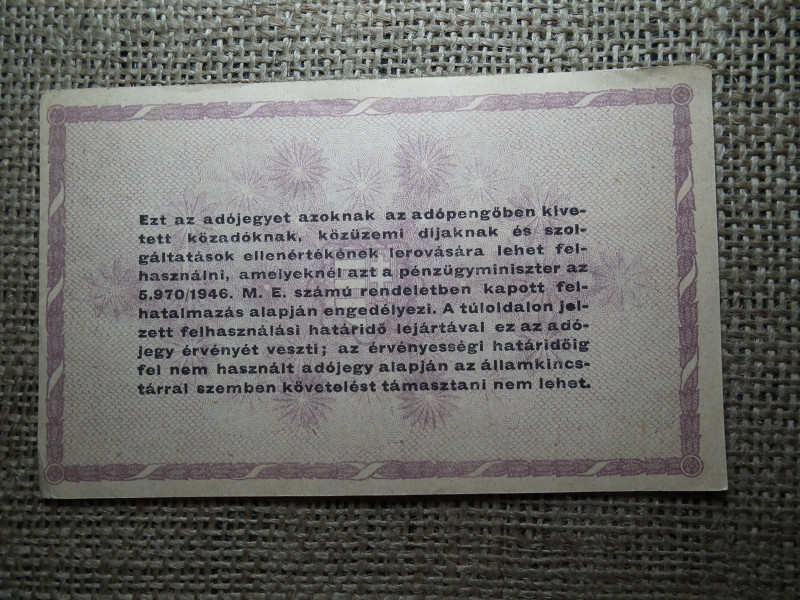 Ezt az adójegyet azoknak az adópengőben kive-
tett közadóknak, közüzemi díjaknak és szol-
gáltatások ellenértékének lerovására lehet fel-
használni, amelyeknél azt a pénzügyminiszter az
5.970/1946. M. E. számú rendeletben kapott fel-
hatalmazás alapján engedélyezi. A túloldalon jel-
zett felhasználási határidő lejártával ez az adó-
jegy érvényét veszti; az érvényességi határidőig
fel nem használt adójegy alapján az államkincs-
tárral szemben követelést támasztani nem lehet.